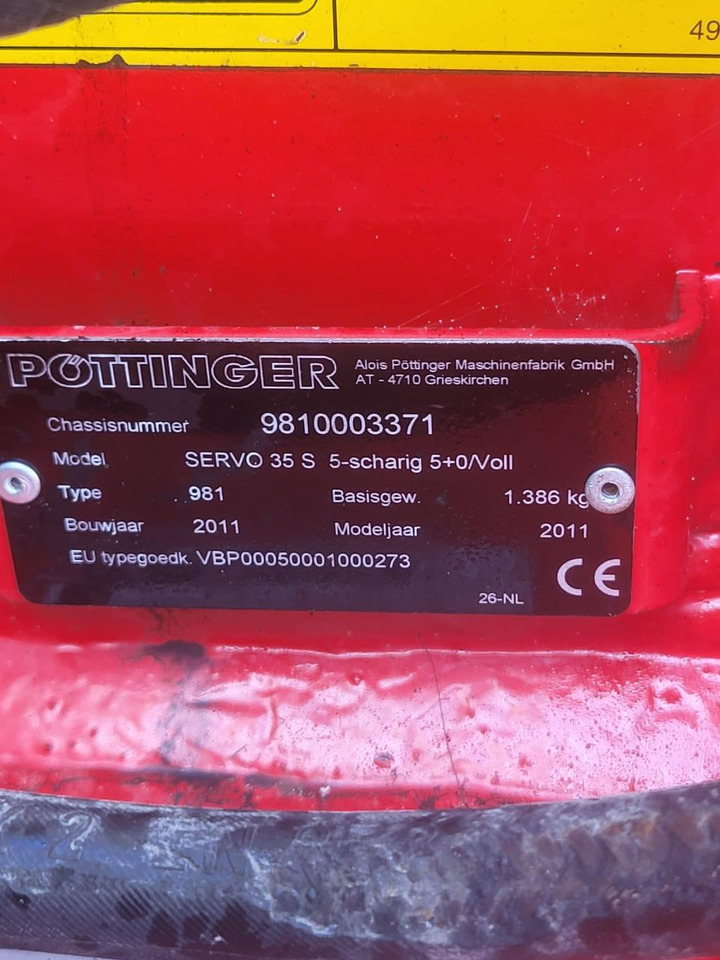 49
PÖTTINGER
Alois Pöttinger Maschinenfabrik GmbH
AT - 4710 Grieskirchen
Chassisnummer 9810003371
Model SERVO 35 S 5-scharig 5+0/Voll
Type 981 Basisgew. 1.386 kg
Bouwjaar 2011 Modeljaar 2011
EU typegoedk. VBP00050001000273
CE
26-NL
2